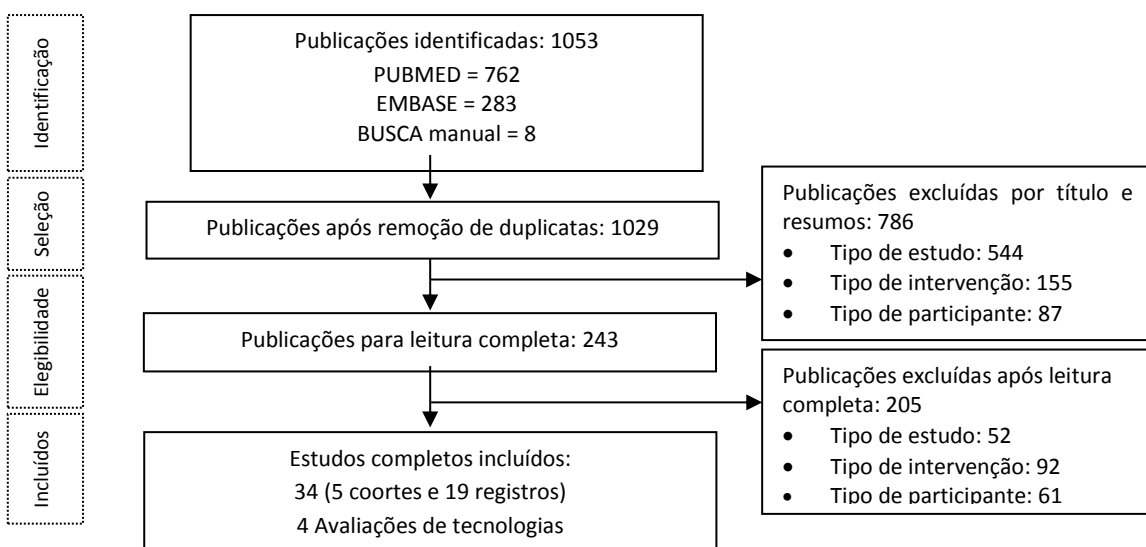 Identificação
Publicações identificadas: 1053
PUBMED = 762
EMBASE = 283
BUSCA manual = 8
Seleção
Publicações após remoção de duplicatas: 1029
Publicações excluídas por título e
resumos: 786
• Tipo de estudo: 544
• Tipo de intervenção: 155
• Tipo de participante: 87
Elegibilidade
Publicações para leitura completa: 243
Publicações excluídas após leitura
completa: 205
• Tipo de estudo: 52
• Tipo de intervenção: 92
• Tipo de participante: 61
Incluídos
Estudos completos incluídos:
34 (5 coortes e 19 registros)
4 Avaliações de tecnologias